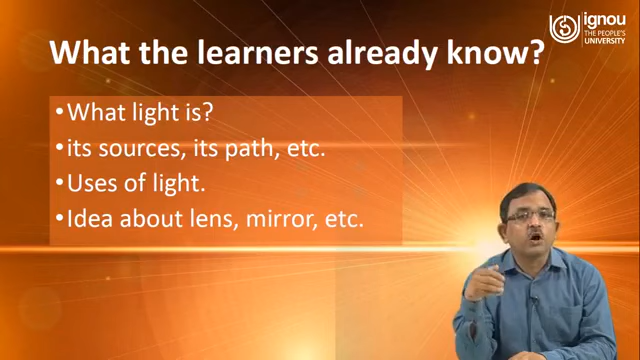 ignou
THE PEOPLE'S
UNIVERSITY
What the learners already know?
•What light is?
•its sources, its path, etc.
•Uses of light.
•Idea about lens, mirror, etc.